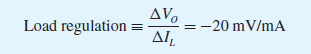 Load regulation ≡ ΔV_o / ΔI_L = −20 mV/mA